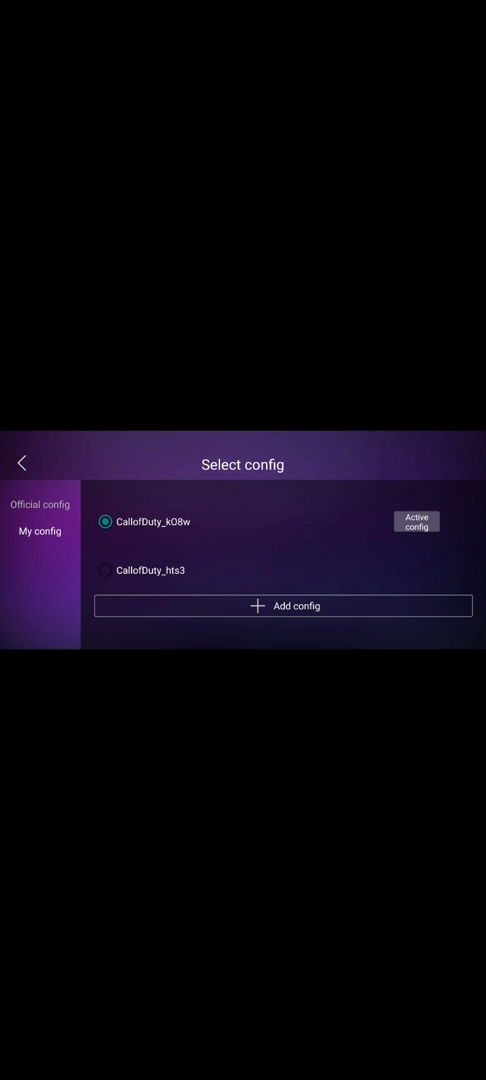 Select config
Official config
My config
CallofDuty_kO8w
Active
config
CallofDuty_hts3
Add config